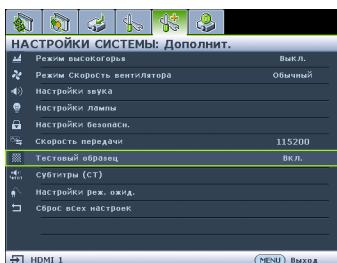 НАСТРОЙКИ СИСТЕМЫ: Дополнит.
Режим высокогорья Выкл.
Режим Скорость вентилятора Обычный
Настройки звука
Настройки лампы
Настройки безопасн.
Скорость передачи 115200
Тестовый образец Вкл.
Субтитры (CT)
Настройки реж. ожид.
Сброс всех настроек
HDMI 1 MENU Выход